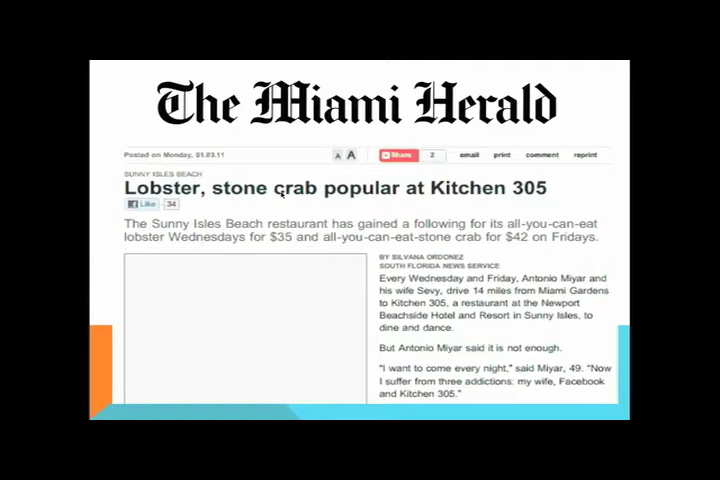 The Miami Herald
Posted on Monday, 01.03.11 A A Share 2 email print comment reprint
SUNNY ISLES BEACH
Lobster, stone crab popular at Kitchen 305
Like 34
The Sunny Isles Beach restaurant has gained a following for its all-you-can-eat
lobster Wednesdays for $35 and all-you-can-eat-stone crab for $42 on Fridays.
BY SILVANA ORDONEZ
SOUTH FLORIDA NEWS SERVICE
Every Wednesday and Friday, Antonio Miyar and
his wife Sevy, drive 14 miles from Miami Gardens
to Kitchen 305, a restaurant at the Newport
Beachside Hotel and Resort in Sunny Isles, to
dine and dance.
But Antonio Miyar said it is not enough.
"I want to come every night," said Miyar, 49. "Now
I suffer from three addictions: my wife, Facebook
and Kitchen 305."